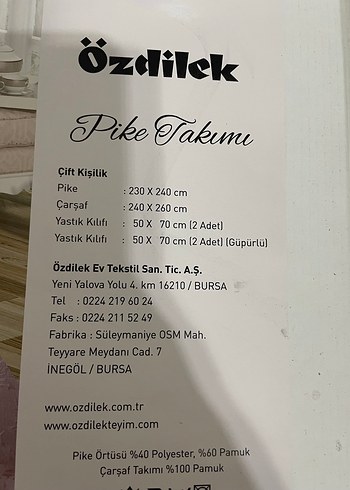 Özdilek
Pike Takımı
Çift Kişilik
Pike : 230 X 240 cm
Çarşaf : 240 X 260 cm
Yastık Kılıfı : 50 X 70 cm (2 Adet)
Yastık Kılıfı : 50 X 70 cm (2 Adet) (Güpürlü)
Özdilek Ev Tekstil San. Tic. A.Ş.
Yeni Yalova Yolu 4. km 16210 / BURSA
Tel : 0224 219 60 24
Faks : 0224 211 52 49
Fabrika : Süleymaniye OSM Mah.
Teyyare Meydanı Cad. 7
İNEGÖL / BURSA
www.ozdilek.com.tr
www.ozdilekteyim.com
Pike Örtüsü %40 Polyester, %60 Pamuk
Çarşaf Takımı %100 Pamuk